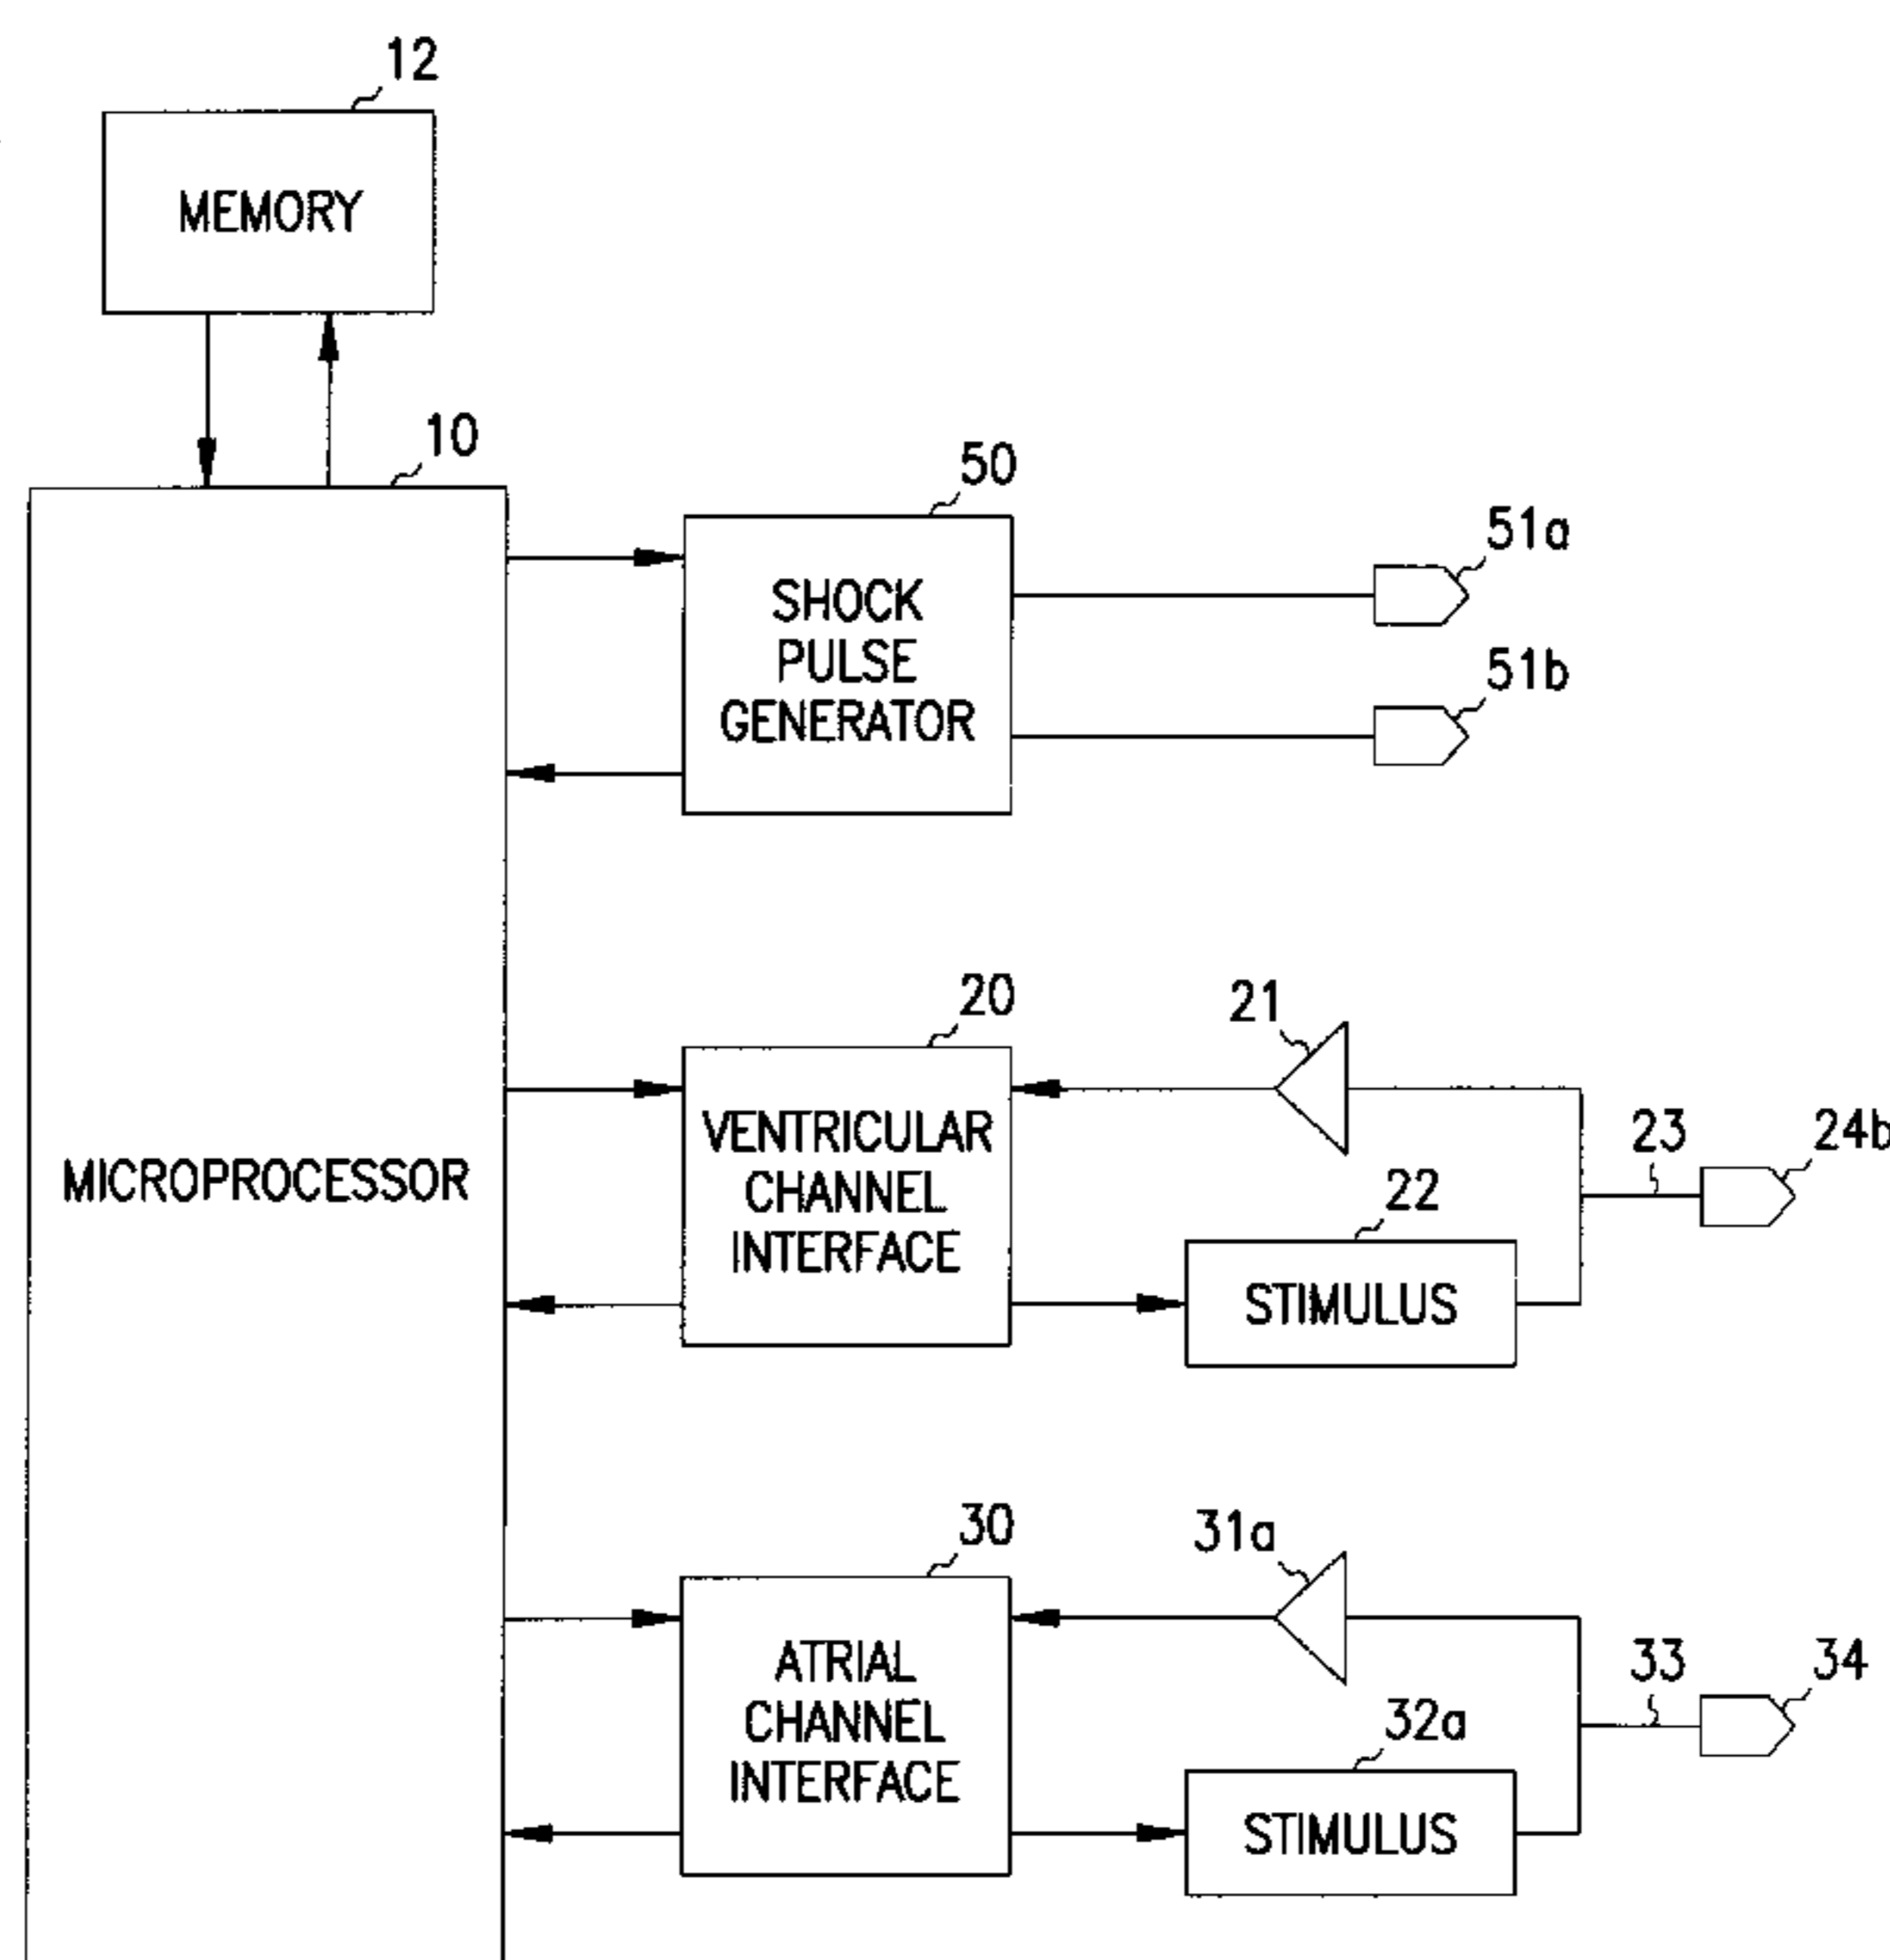 12
MEMORY
10
MICROPROCESSOR
50
SHOCK
PULSE
GENERATOR
51a
51b
20
VENTRICULAR
CHANNEL
INTERFACE
21
22
STIMULUS
23
24b
30
ATRIAL
CHANNEL
INTERFACE
31a
32a
STIMULUS
33
34